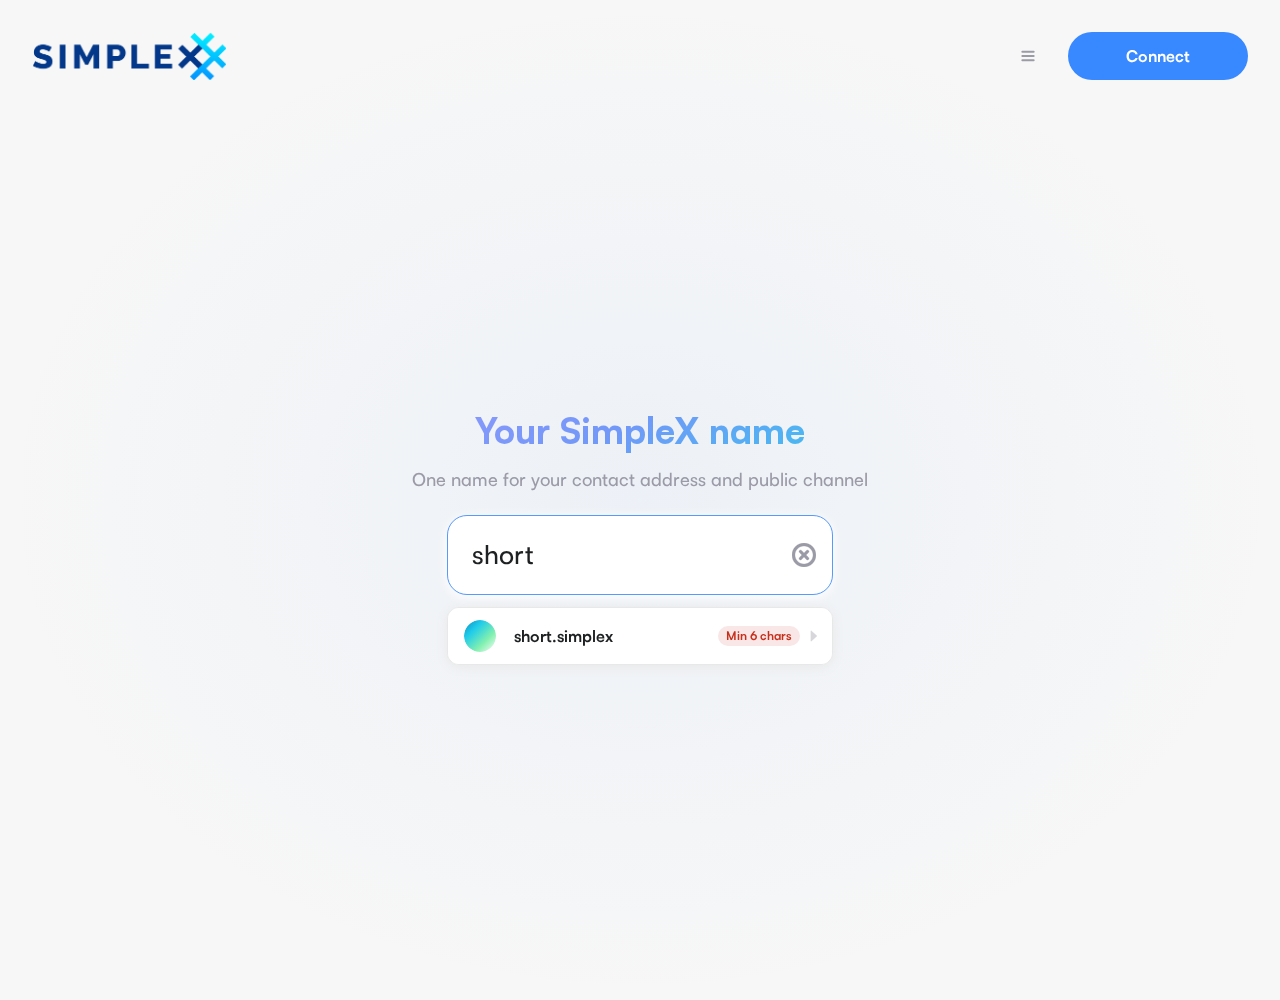 SIMPLEX
Connect
Your SimpleX name
One name for your contact address and public channel
short
short.simplex
Min 6 chars